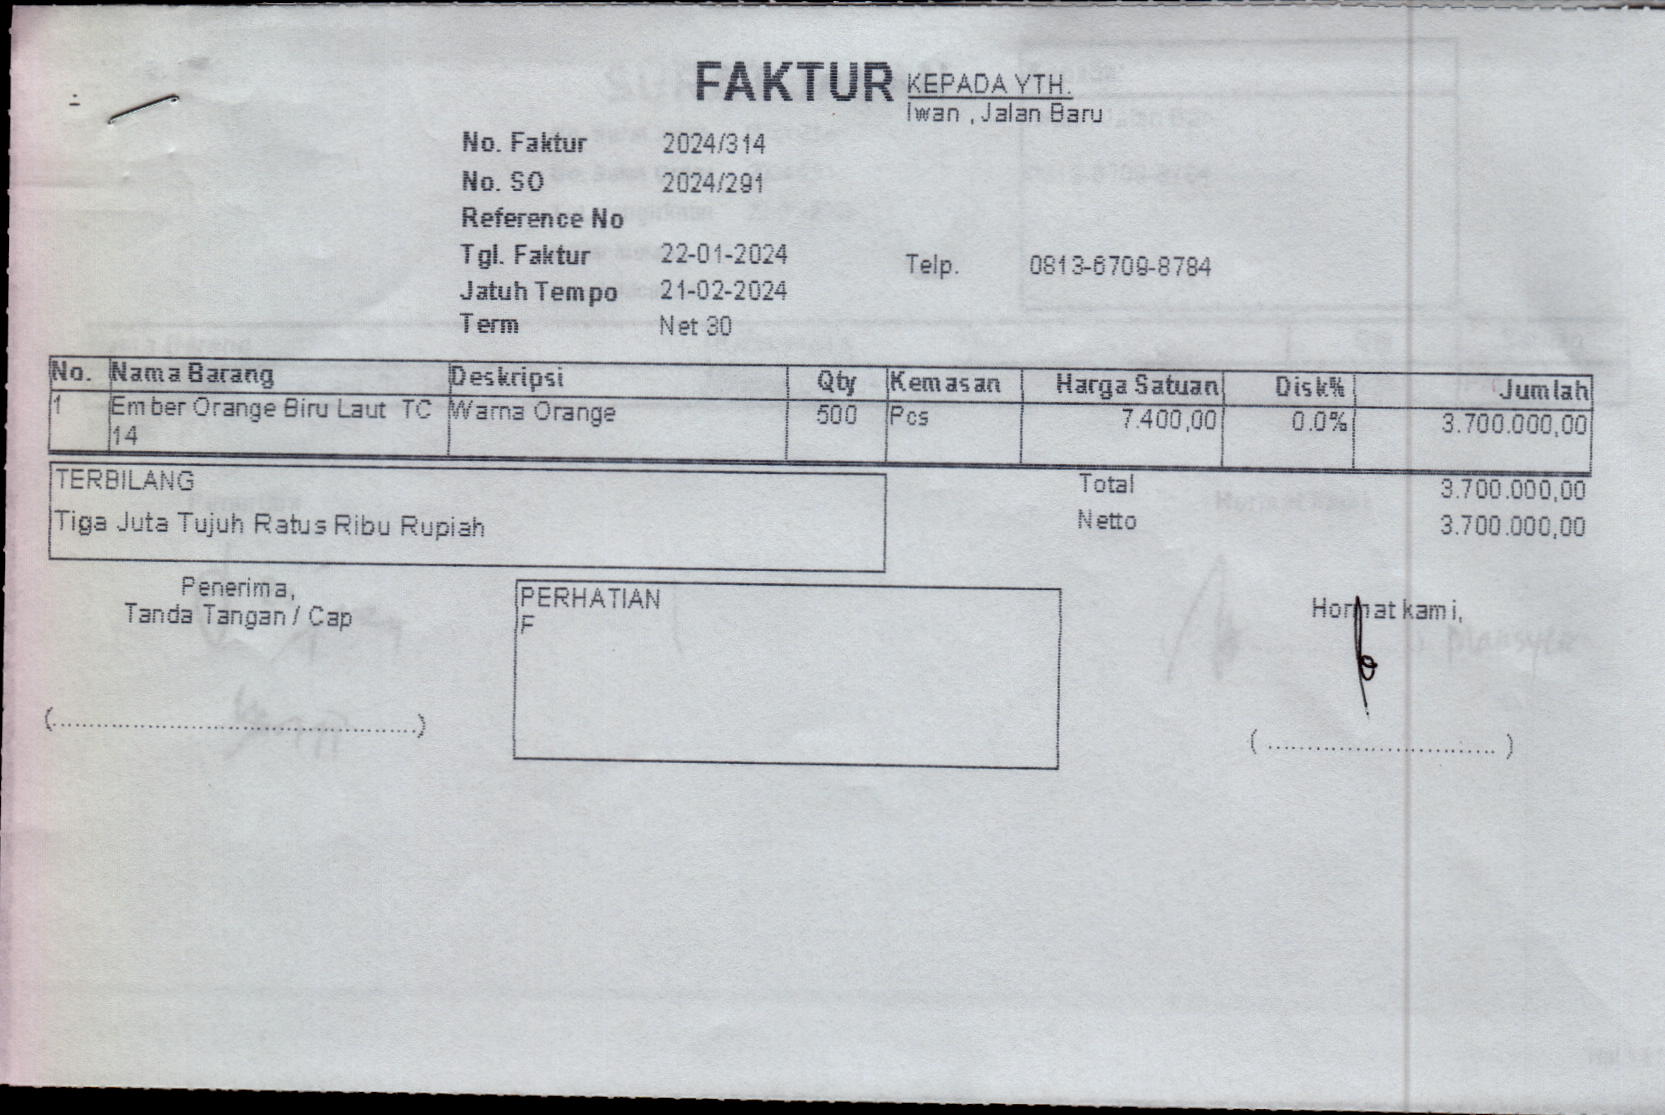 FAKTUR
KEPADA YTH.
Iwan , Jalan Baru
No. Faktur 2024/314
No. SO 2024/291
Reference No
Tgl. Faktur 22-01-2024
Telp. 0813-6709-8784
Jatuh Tempo 21-02-2024
Term Net 30
No. Nama Barang Deskripsi Qty Kemasan Harga Satuan Disk% Jumlah
1 Ember Orange Biru Laut TC Warna Orange 500 Pcs 7.400,00 0.0% 3.700.000,00
14
TERBILANG
Total 3.700.000,00
Tiga Juta Tujuh Ratus Ribu Rupiah
Netto 3.700.000,00
Penerima,
Tanda Tangan / Cap
PERHATIAN
F
Hormat kami,
(..............................................)
( ............................. )